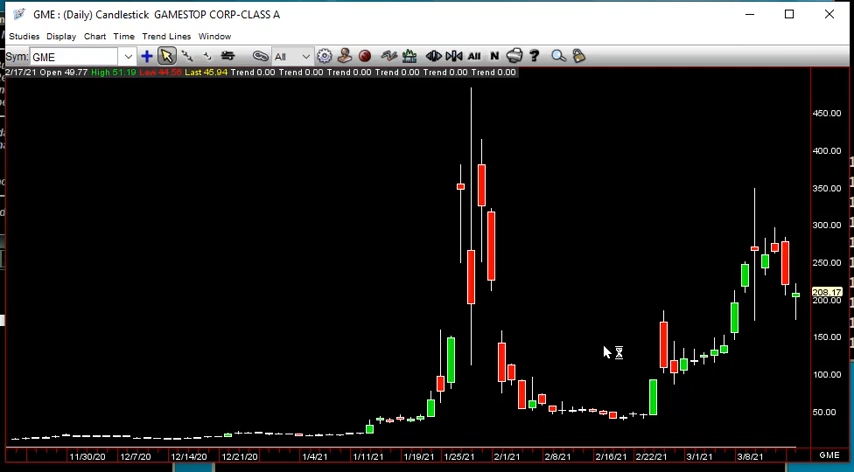 GME : (Daily) Candlestick GAMESTOP CORP-CLASS A
Studies Display Chart Time Trend Lines Window
Sym: GME All All N ?
2/17/21 Open 49.77 High 51.19 Low 44.56 Last 45.94 Trend 0.00 Trend 0.00 Trend 0.00 Trend 0.00 Trend 0.00 Trend 0.00
450.00
400.00
350.00
300.00
250.00
208.17
200.00
150.00
100.00
50.00
11/30/20 12/7/20 12/14/20 12/21/20 1/4/21 1/11/21 1/19/21 1/25/21 2/1/21 2/8/21 2/16/21 2/22/21 3/1/21 3/8/21 GME